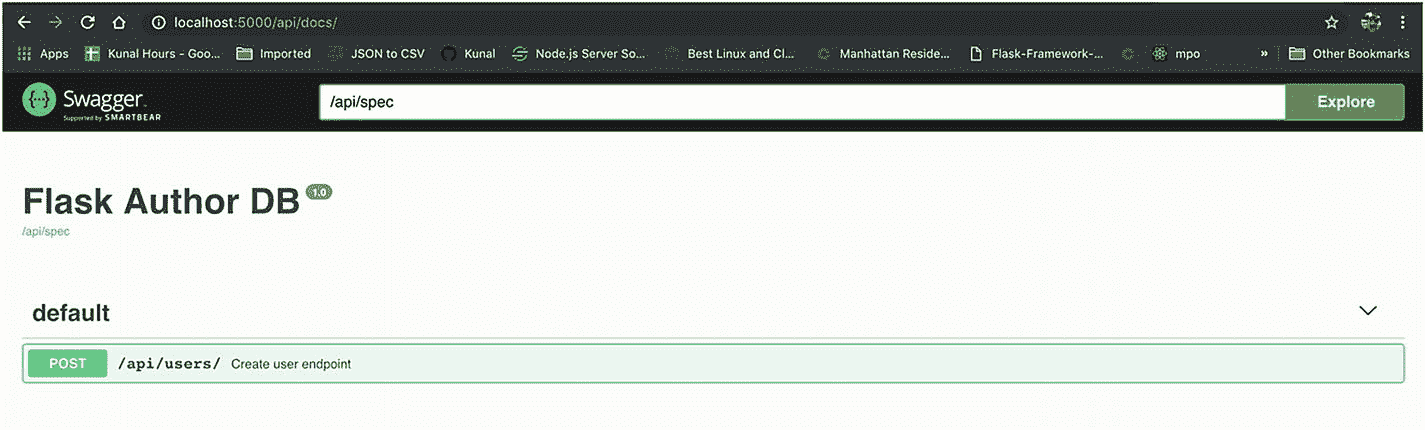 localhost:5000/api/docs/
Apps Kunal Hours - Goo... Imported JSON to CSV Kunal Node.js Server So... Best Linux and Cl... Manhattan Reside... Flask-Framework-... mpo » Other Bookmarks
Swagger
Supported by SMARTBEAR
/api/spec Explore
Flask Author DB 1.0
/api/spec
default
POST /api/users/ Create user endpoint